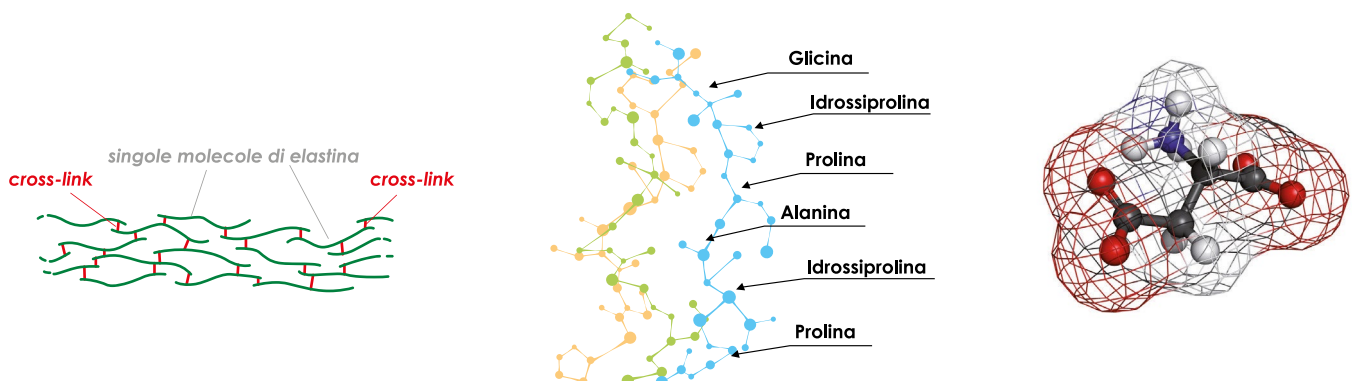 singole molecole di elastina
cross-link
cross-link
Glicina
Idrossiprolina
Prolina
Alanina
Idrossiprolina
Prolina